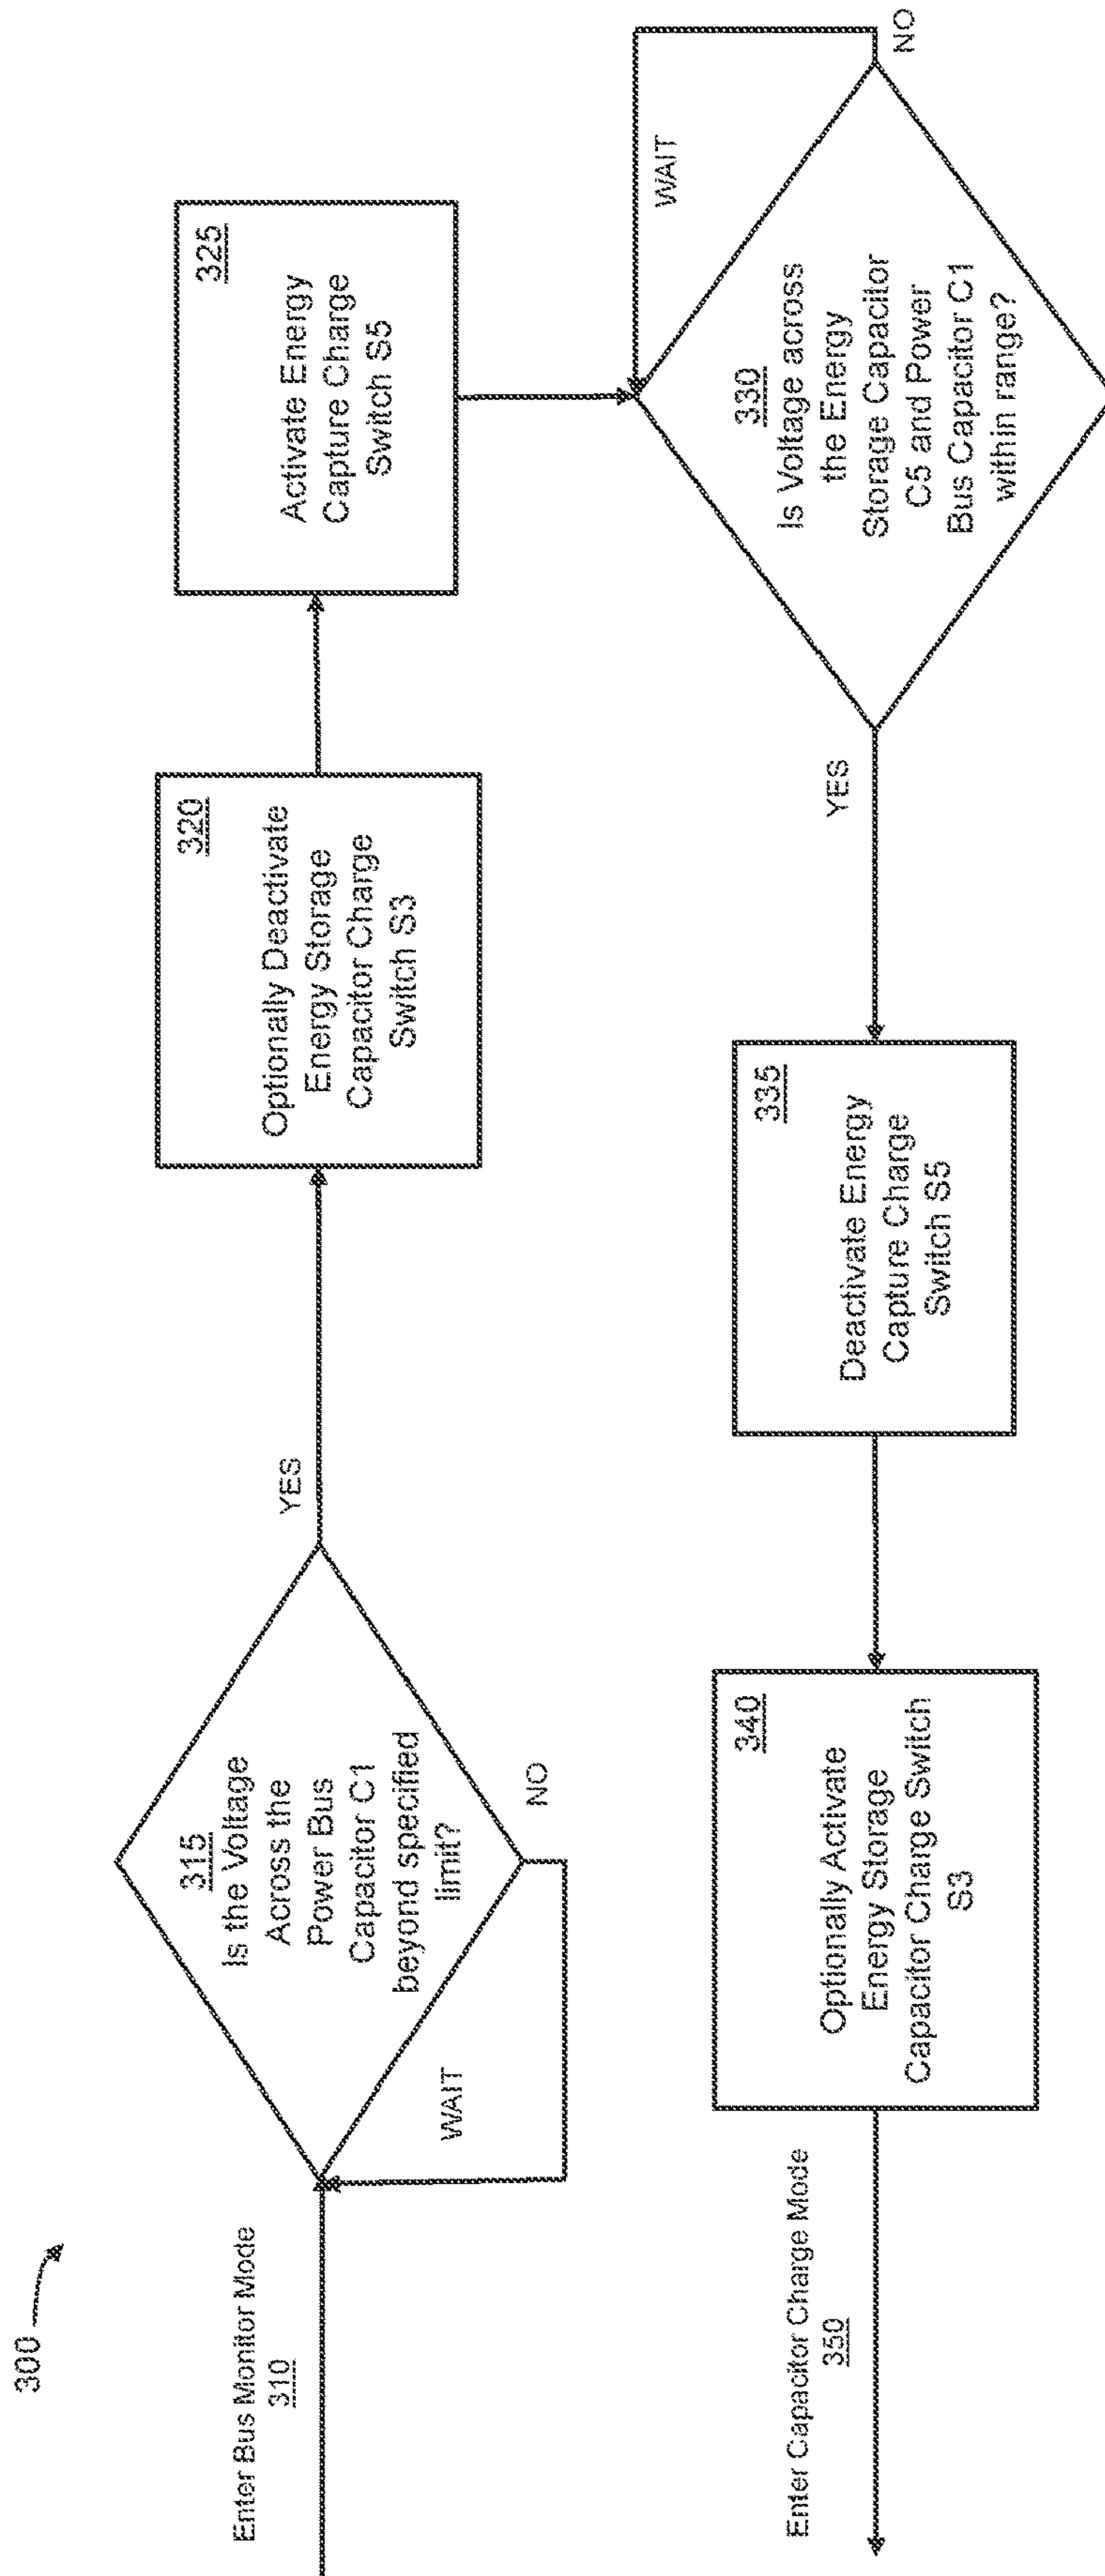 300
Enter Bus Monitor Mode
310
315
Is the Voltage
Across the
Power Bus
Capacitor C1
beyond specified
limit?
NO
WAIT
YES
320
Optionally Deactivate
Energy Storage
Capacitor Charge
Switch S3
325
Activate Energy
Capture Charge
Switch S5
330
Is Voltage across
the Energy
Storage Capacitor
C5 and Power
Bus Capacitor C1
within range?
NO
WAIT
YES
335
Deactivate Energy
Capture Charge
Switch S5
340
Optionally Activate
Energy Storage
Capacitor Charge Switch
S3
Enter Capacitor Charge Mode
350